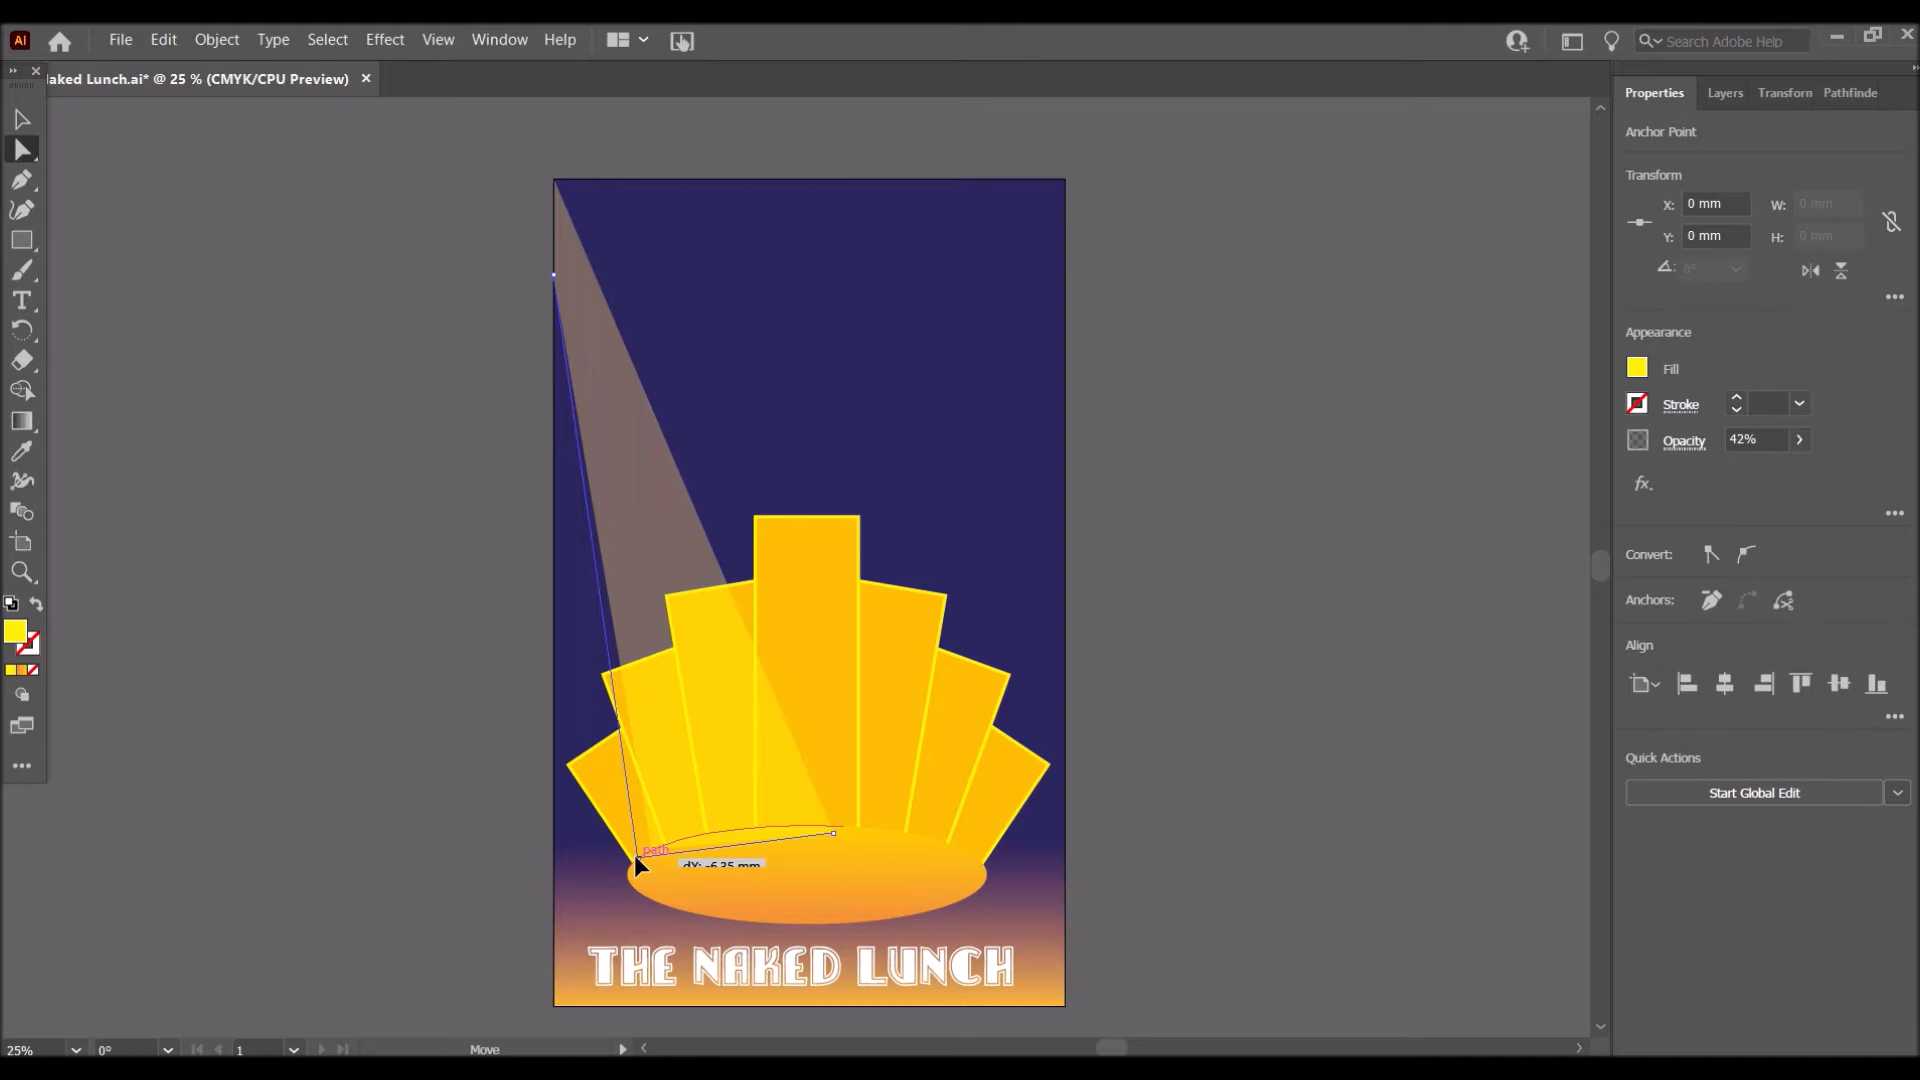 Ai File Edit Object Type Select Effect View Window Help Search Adobe Help
aked Lunch.ai* @ 25 % (CMYK/CPU Preview)
Properties Layers Transform Pathfinde
Anchor Point
Transform
X: 0 mm W: 0 mm
Y: 0 mm H: 0 mm
0°
Appearance
Fill
Stroke
Opacity 42%
fx.
Convert:
Anchors:
Align
Quick Actions
Start Global Edit
path
dY: -6.35 mm
THE NAKED LUNCH
25% 0° 1 Move